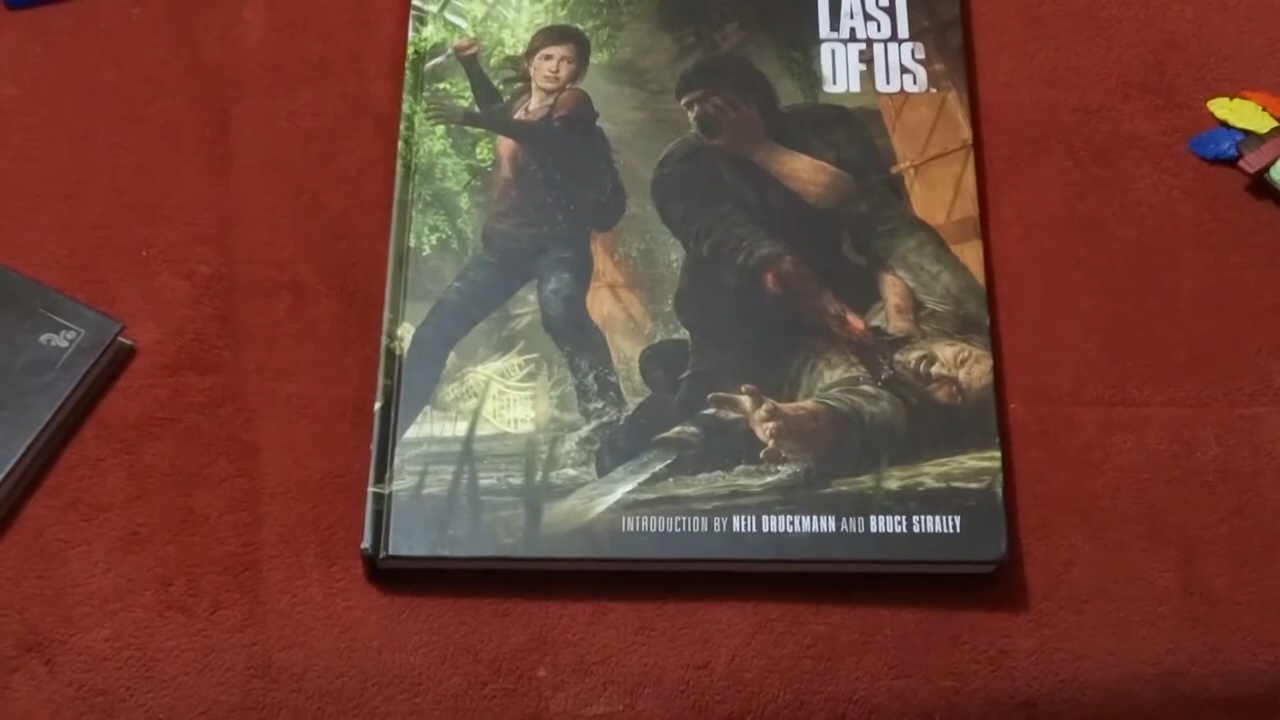 LAST
OF US
INTRODUCTION BY NEIL DRUCKMANN AND BRUCE STRALEY